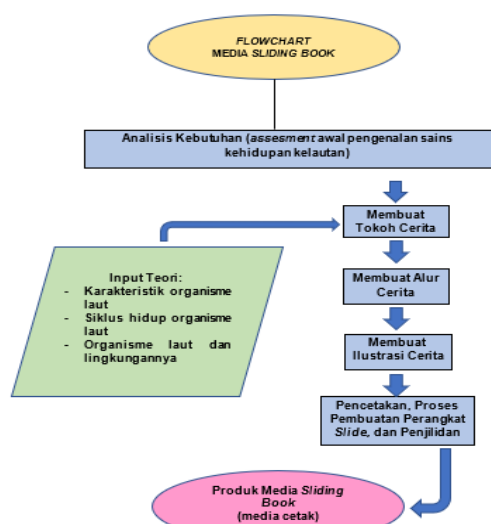 FLOWCHART
MEDIA SLIDING BOOK
Analisis Kebutuhan (assesment awal pengenalan sains
kehidupan kelautan)
Membuat
Tokoh Cerita
Input Teori:
- Karakteristik organisme
laut
- Siklus hidup organisme
laut
- Organisme laut dan
lingkungannya
Membuat Alur
Cerita
Membuat
Ilustrasi Cerita
Pencetakan, Proses
Pembuatan Perangkat
Slide, dan Penjilidan
Produk Media Sliding
Book
(media cetak)